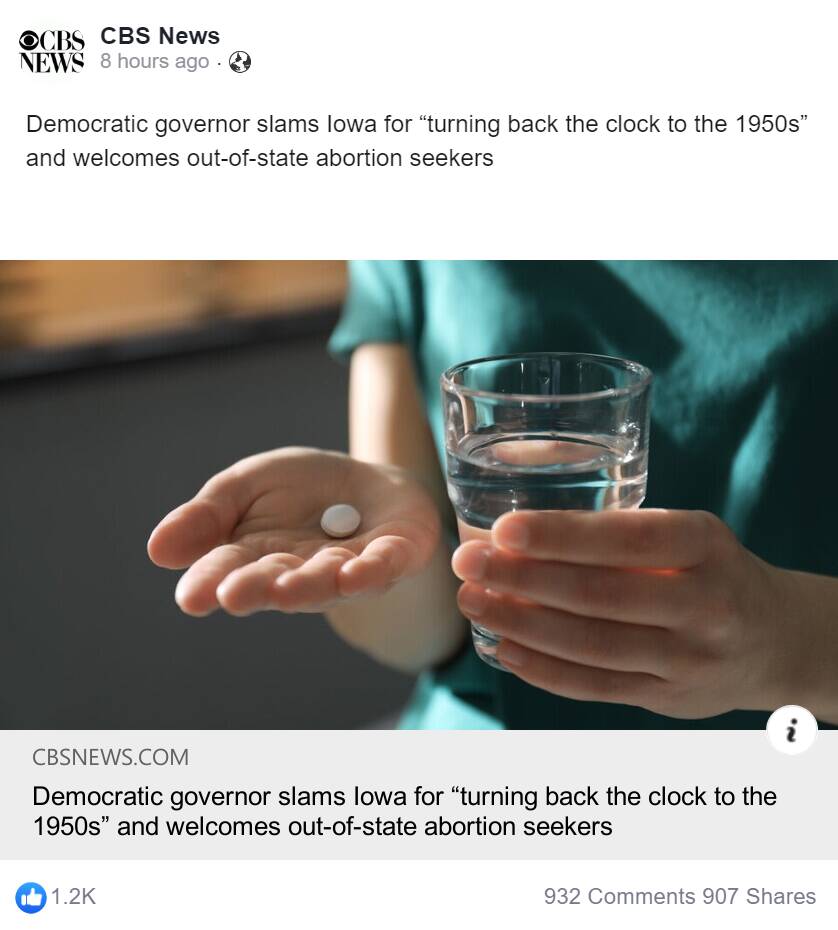 CBS NEWS
CBS News
8 hours ago ·
Democratic governor slams Iowa for “turning back the clock to the 1950s”
and welcomes out-of-state abortion seekers
i
CBSNEWS.COM
Democratic governor slams Iowa for “turning back the clock to the
1950s” and welcomes out-of-state abortion seekers
1.2K
932 Comments 907 Shares